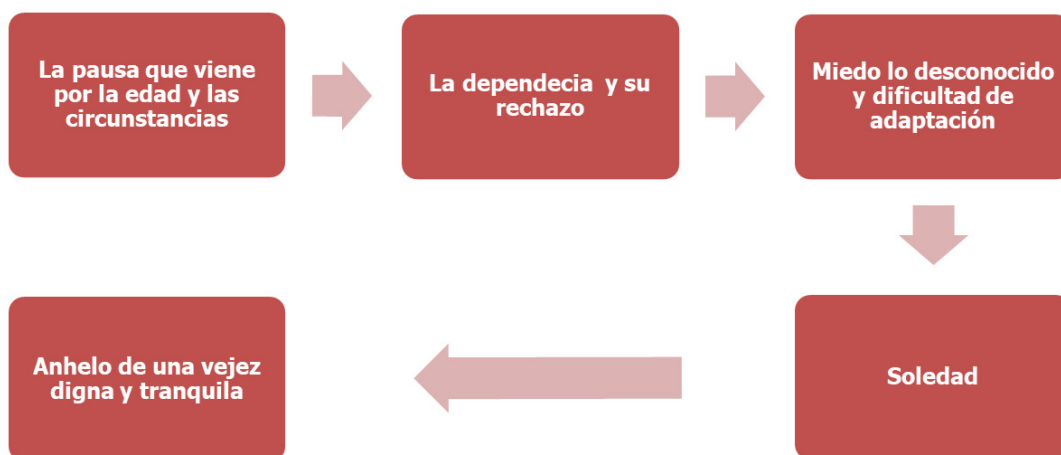 La pausa que viene
por la edad y las
circunstancias
La dependecia y su
rechazo
Miedo lo desconocido
y dificultad de
adaptación
Soledad
Anhelo de una vejez
digna y tranquila